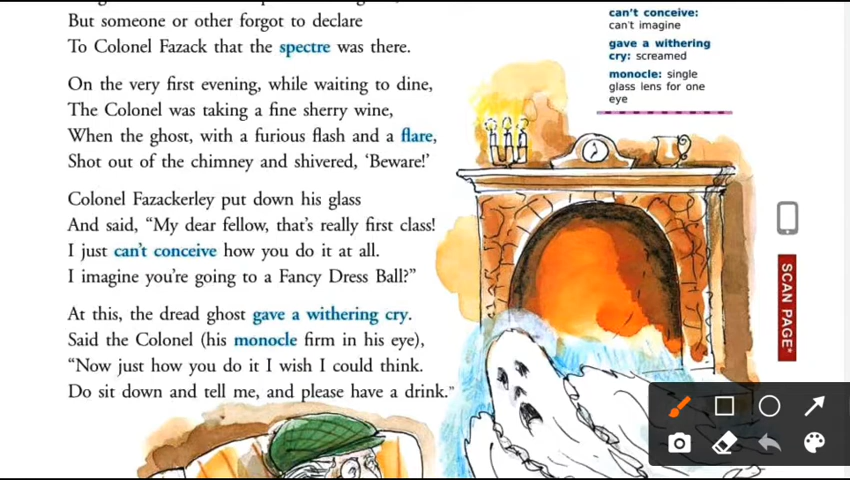 But someone or other forgot to declare
To Colonel Fazack that the spectre was there.
On the very first evening, while waiting to dine,
The Colonel was taking a fine sherry wine,
When the ghost, with a furious flash and a flare,
Shot out of the chimney and shivered, ‘Beware!’
Colonel Fazackerley put down his glass
And said, “My dear fellow, that’s really first class!
I just can’t conceive how you do it at all.
I imagine you’re going to a Fancy Dress Ball?”
At this, the dread ghost gave a withering cry.
Said the Colonel (his monocle firm in his eye),
“Now just how you do it I wish I could think.
Do sit down and tell me, and please have a drink.”
can’t conceive:
can’t imagine
gave a withering
cry: screamed
monocle: single
glass lens for one
eye
SCAN PAGE*